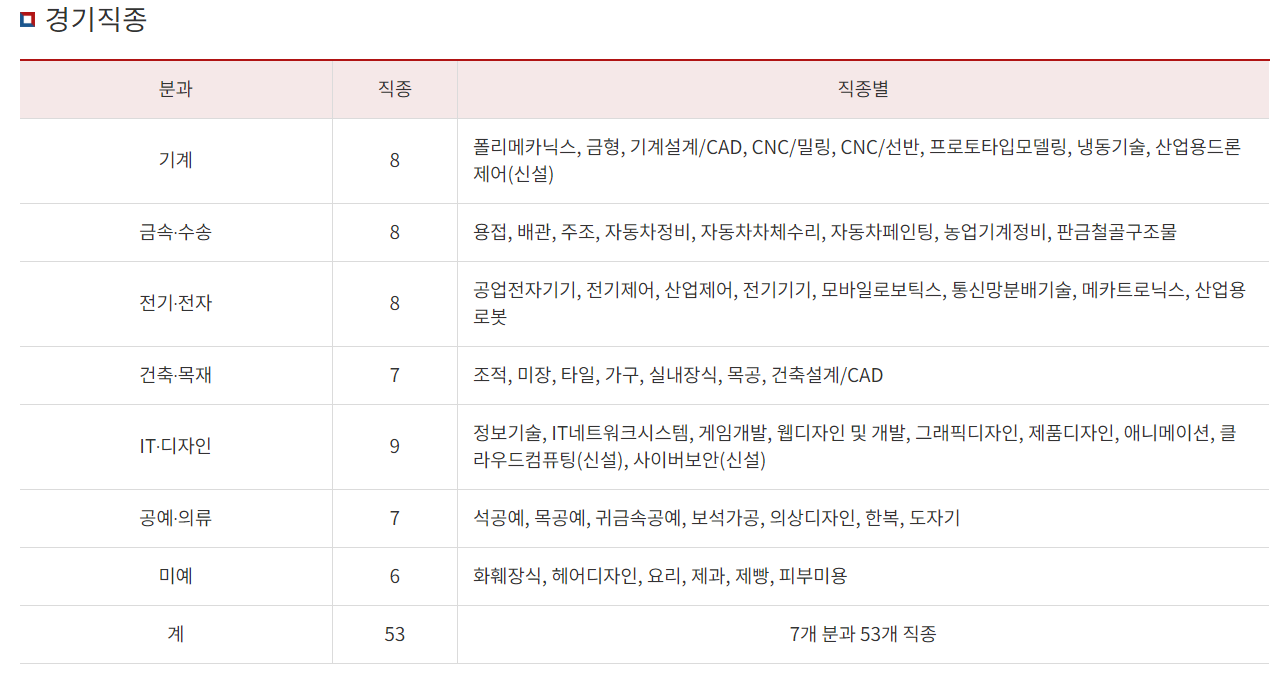 경기직종
분과 직종 직종별
기계 8 폴리메카닉스, 금형, 기계설계/CAD, CNC/밀링, CNC/선반, 프로토타입모델링, 냉동기술, 산업용드론
제어(신설)
금속·수송 8 용접, 배관, 주조, 자동차정비, 자동차차체수리, 자동차페인팅, 농업기계정비, 판금철골구조물
전기·전자 8 공업전자기기, 전기제어, 산업제어, 전기기기, 모바일로보틱스, 통신망분배기술, 메카트로닉스, 산업용
로봇
건축·목재 7 조적, 미장, 타일, 가구, 실내장식, 목공, 건축설계/CAD
IT·디자인 9 정보기술, IT네트워크시스템, 게임개발, 웹디자인 및 개발, 그래픽디자인, 제품디자인, 애니메이션, 클
라우드컴퓨팅(신설), 사이버보안(신설)
공예·의류 7 석공예, 목공예, 귀금속공예, 보석가공, 의상디자인, 한복, 도자기
미예 6 화훼장식, 헤어디자인, 요리, 제과, 제빵, 피부미용
계 53 7개 분과 53개 직종